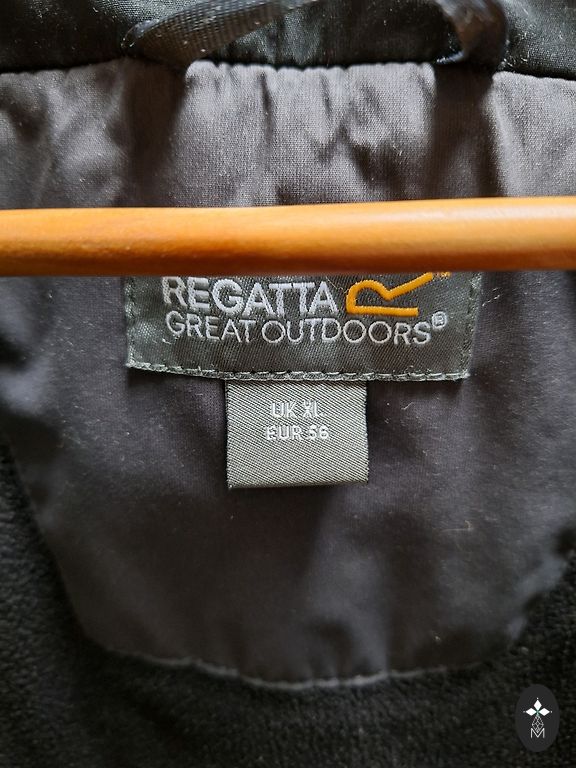 REGATTA R
GREAT OUTDOORS®
UK XL
EUR 56
M